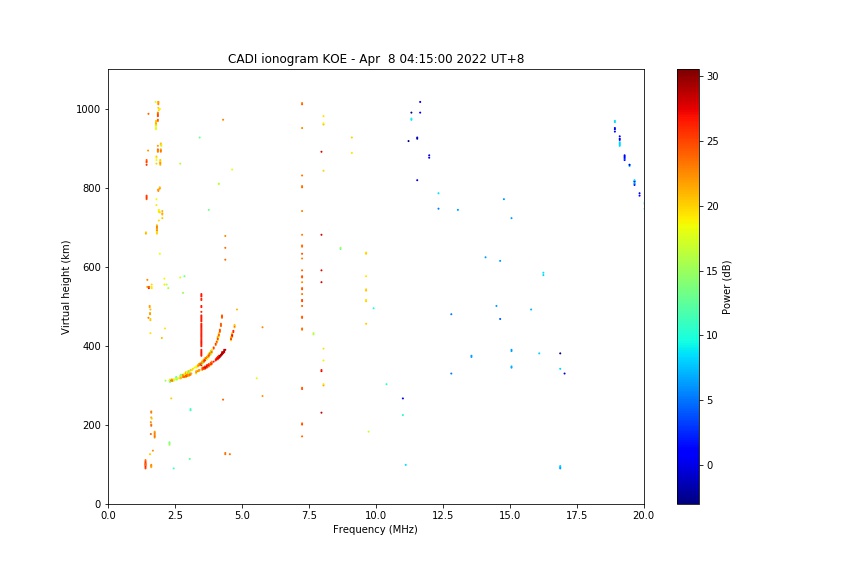 CADI ionogram KOE - Apr  8 04:15:00 2022 UT+8
Virtual height (km)
1000
800
600
400
200
0
0.0 2.5 5.0 7.5 10.0 12.5 15.0 17.5 20.0
Frequency (MHz)
30
25
20
15
10
5
0
Power (dB)